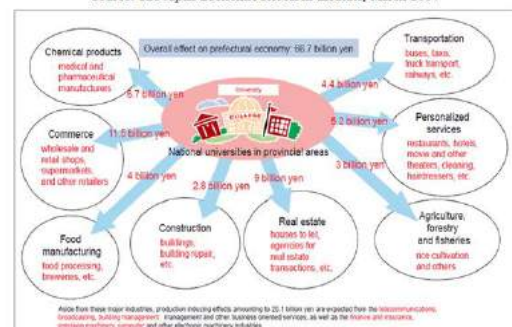 Overall effect on prefectural economy: 66.7 billion yen
Chemical products
medical and
pharmaceutical
manufacturers
Transportation
buses, taxis,
truck transport,
railways, etc.
University
6.7 billion yen
4.4 billion yen
Commerce
wholesale and
retail shops,
supermarkets,
and other retailers
11.5 billion yen
5.2 billion yen
Personalized
services
restaurants, hotels,
movie and other
theaters, cleaning,
hairdressers, etc.
National universities in provincial areas
4 billion yen
2.8 billion yen
9 billion yen
3 billion yen
Food
manufacturing
food processing,
breweries, etc.
Construction
buildings,
building repair,
etc.
Real estate
houses to let,
agencies for
real estate
transactions, etc.
Agriculture,
forestry
and fisheries
rice cultivation
and others
Aside from these major industries, production inducing effects amounting to 20.1 billion yen are expected from the telecommunications,
broadcasting, building management, management and other business oriented services, as well as the finance and insurance,
and other electronic machinery industries.